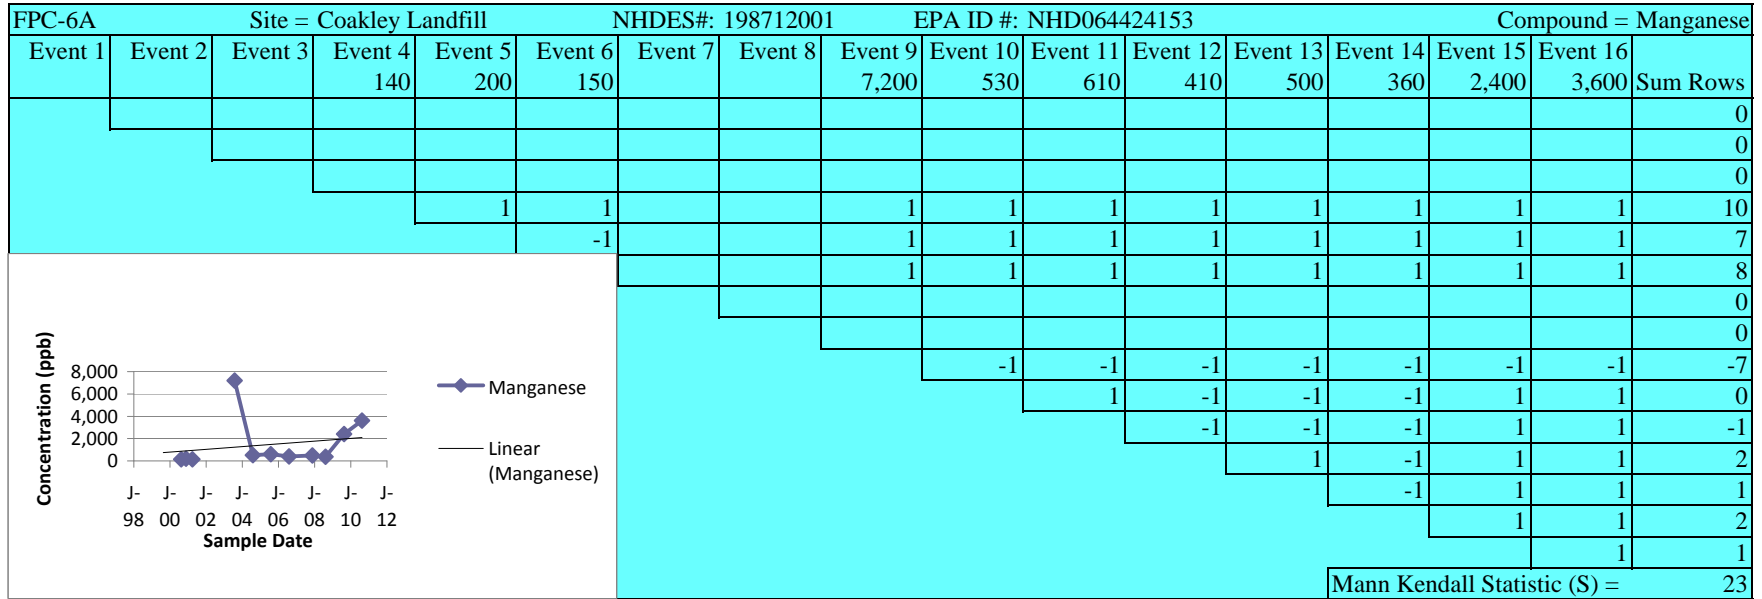 FPC-6A Site = Coakley Landfill NHDES#: 198712001 EPA ID #: NHD064424153 Compound = Manganese
Event 1 Event 2 Event 3 Event 4 Event 5 Event 6 Event 7 Event 8 Event 9 Event 10 Event 11 Event 12 Event 13 Event 14 Event 15 Event 16
140 200 150 7,200 530 610 410 500 360 2,400 3,600 Sum Rows
0
0
0
1 1 1 1 1 1 1 1 1 1 10
-1 1 1 1 1 1 1 1 1 7
1 1 1 1 1 1 1 1 8
0
0
-1 -1 -1 -1 -1 -1 -1 -7
1 -1 -1 -1 1 1 0
-1 -1 -1 1 1 -1
1 -1 1 1 2
-1 1 1 1
1 1 2
1 1
Mann Kendall Statistic (S) = 23
Concentration (ppb)
8,000
6,000
4,000
2,000
0
J- J- J- J- J- J- J- J-
98 00 02 04 06 08 10 12
Sample Date
Manganese
Linear
(Manganese)